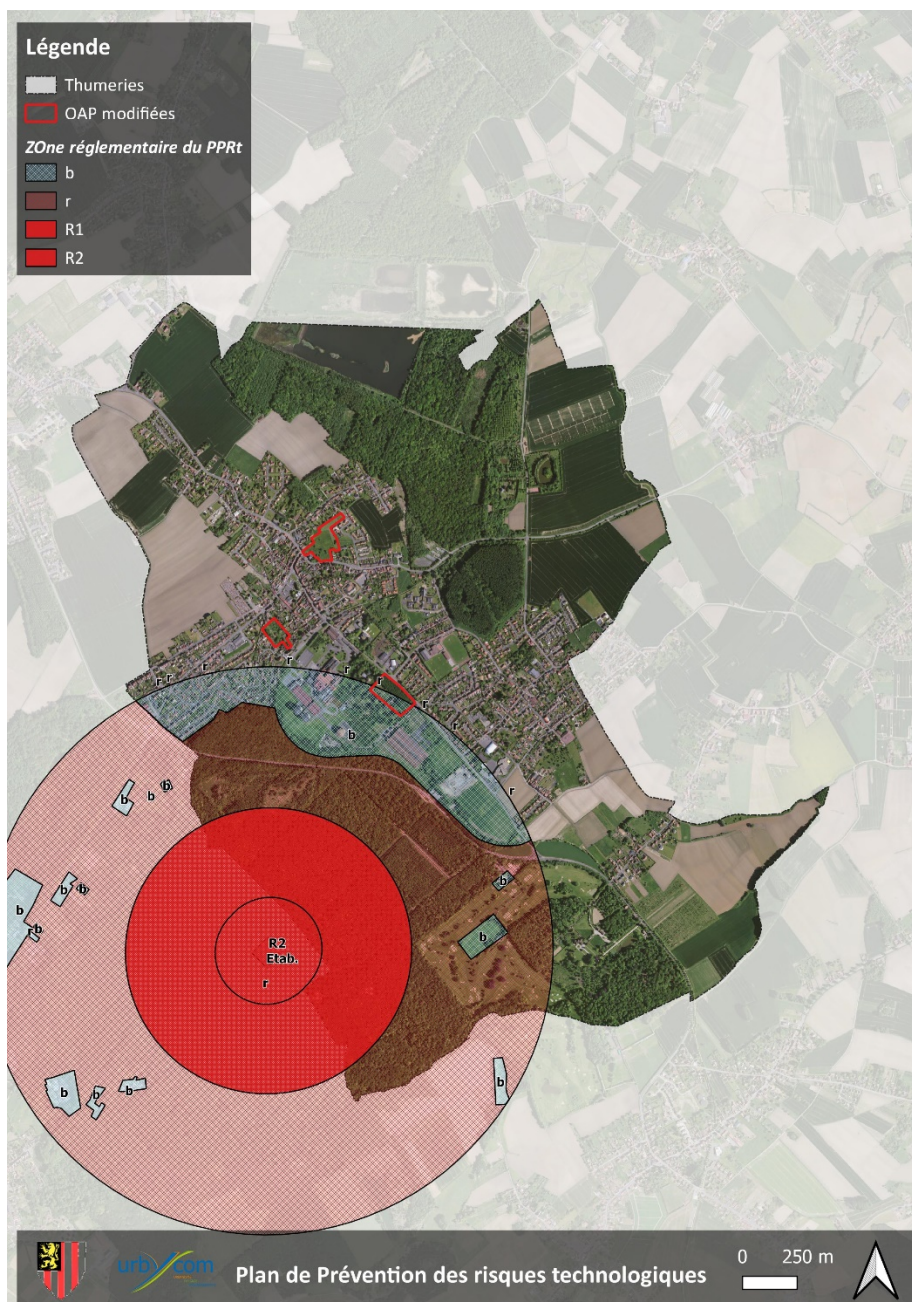 Légende
Thumeries
OAP modifiées
ZOne réglementaire du PPRt
b
r
R1
R2
r
r
r
r
r
r
r
r
b
r
b
b
b
b
b
b
b
b
b
b
R2
Etab.
r
b
b
b
b
urbycom
Plan de Prévention des risques technologiques
0 250 m